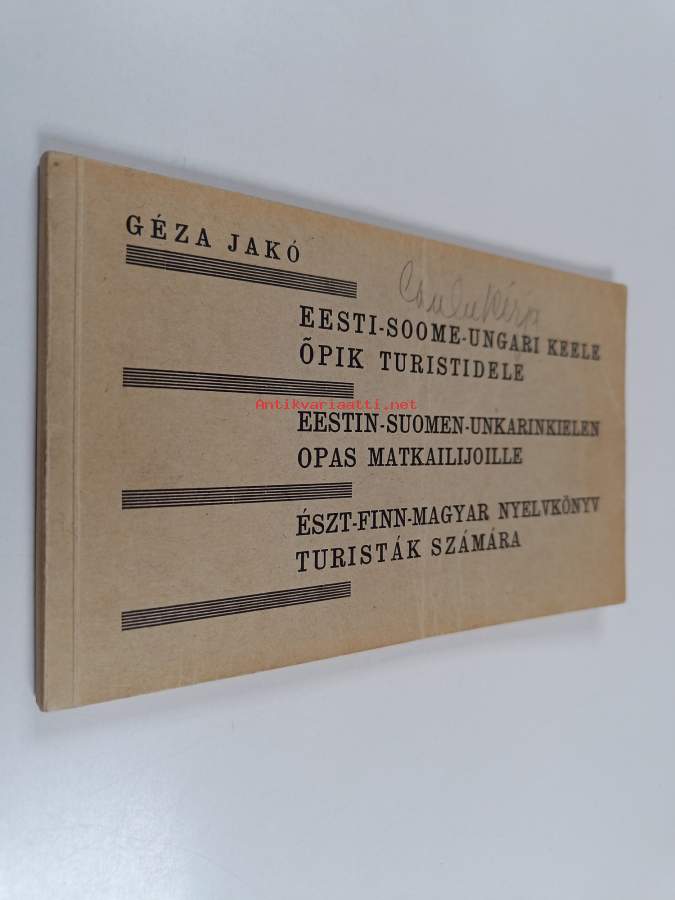 GÉZA JAKÓ
EESTI-SOOME-UNGARI KEELE
ÕPIK TURISTIDELE
Antikvariaatti.net
EESTIN-SUOMEN-UNKARINKIELEN
OPAS MATKAILIJOILLE
ÉSZT-FINN-MAGYAR NYELVKÖNYV
TURISTÁK SZÁMÁRA